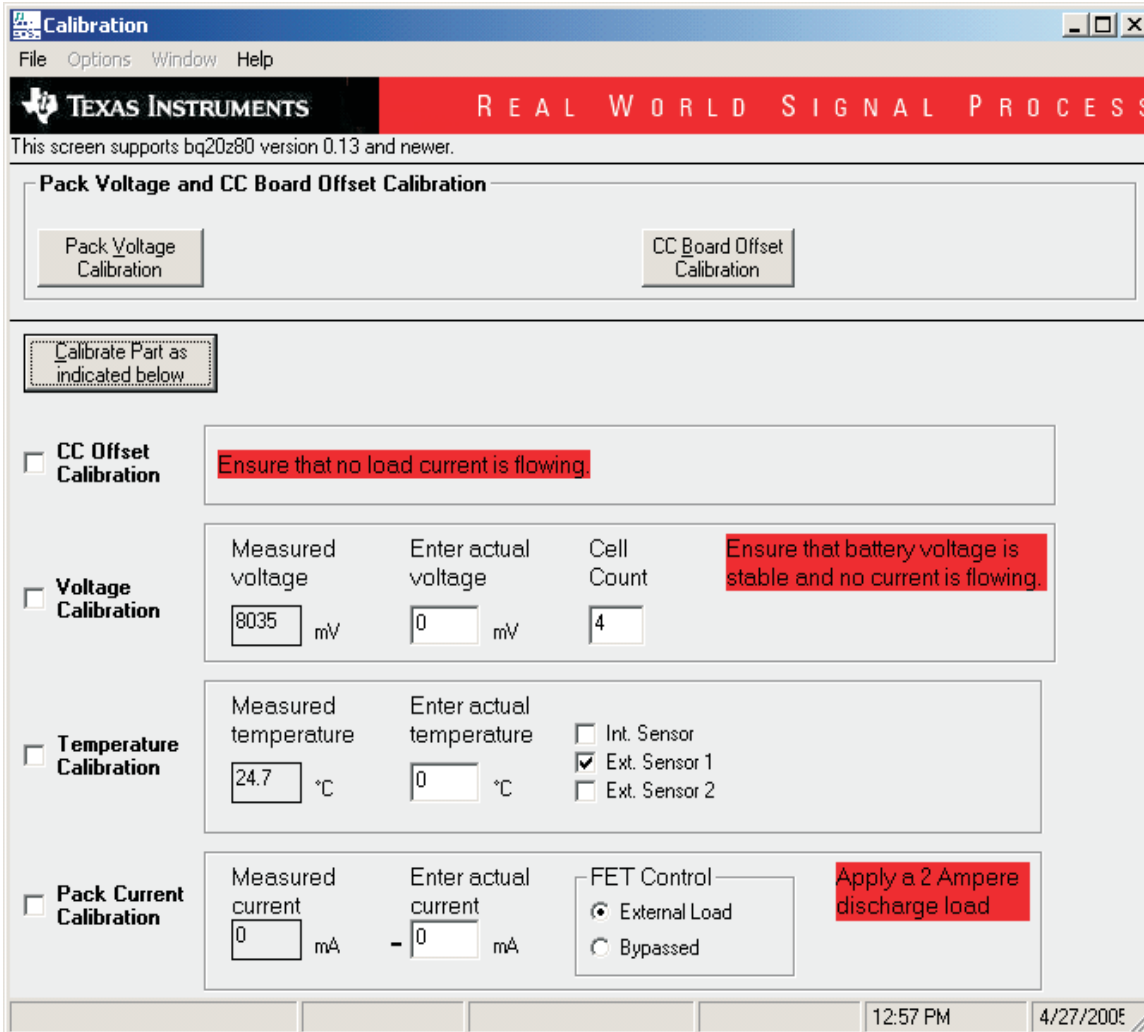 Calibration
File Options Window Help
TEXAS INSTRUMENTS REAL WORLD SIGNAL PROCESS
This screen supports bq20z80 version 0.13 and newer.
Pack Voltage and CC Board Offset Calibration
Pack Voltage
Calibration
CC Board Offset
Calibration
Calibrate Part as
indicated below
CC Offset
Calibration
Ensure that no load current is flowing.
Voltage
Calibration
Measured
voltage
8035 mV
Enter actual
voltage
0 mV
Cell
Count
4
Ensure that battery voltage is
stable and no current is flowing.
Temperature
Calibration
Measured
temperature
24.7 °C
Enter actual
temperature
0 °C
Int. Sensor
Ext. Sensor 1
Ext. Sensor 2
Pack Current
Calibration
Measured
current
0 mA
Enter actual
current
- 0 mA
FET Control
External Load
Bypassed
Apply a 2 Ampere
discharge load
12:57 PM 4/27/2005